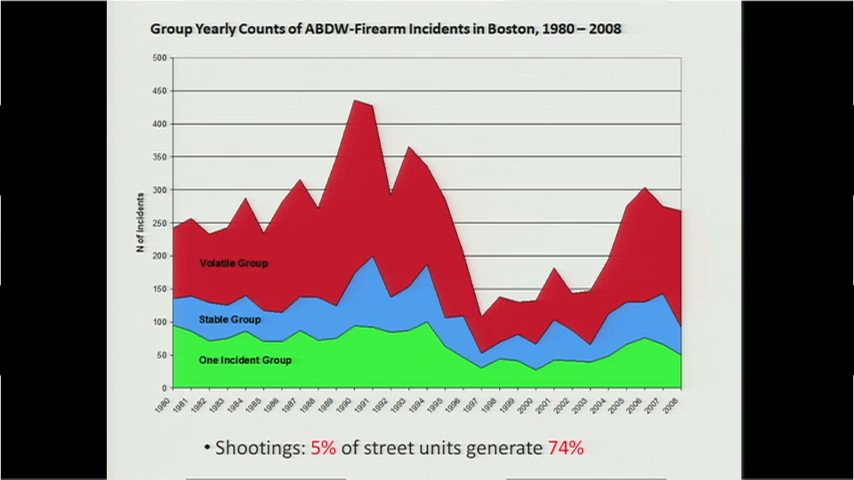 Group Yearly Counts of ABDW-Firearm Incidents in Boston, 1980 – 2008
500
450
400
350
300
250
200
150
100
50
0
N of Incidents
Volatile Group
Stable Group
One Incident Group
1980 1981 1982 1983 1984 1985 1986 1987 1988 1989 1990 1991 1992 1993 1994 1995 1996 1997 1998 1999 2000 2001 2002 2003 2004 2005 2006 2007 2008
• Shootings: 5% of street units generate 74%